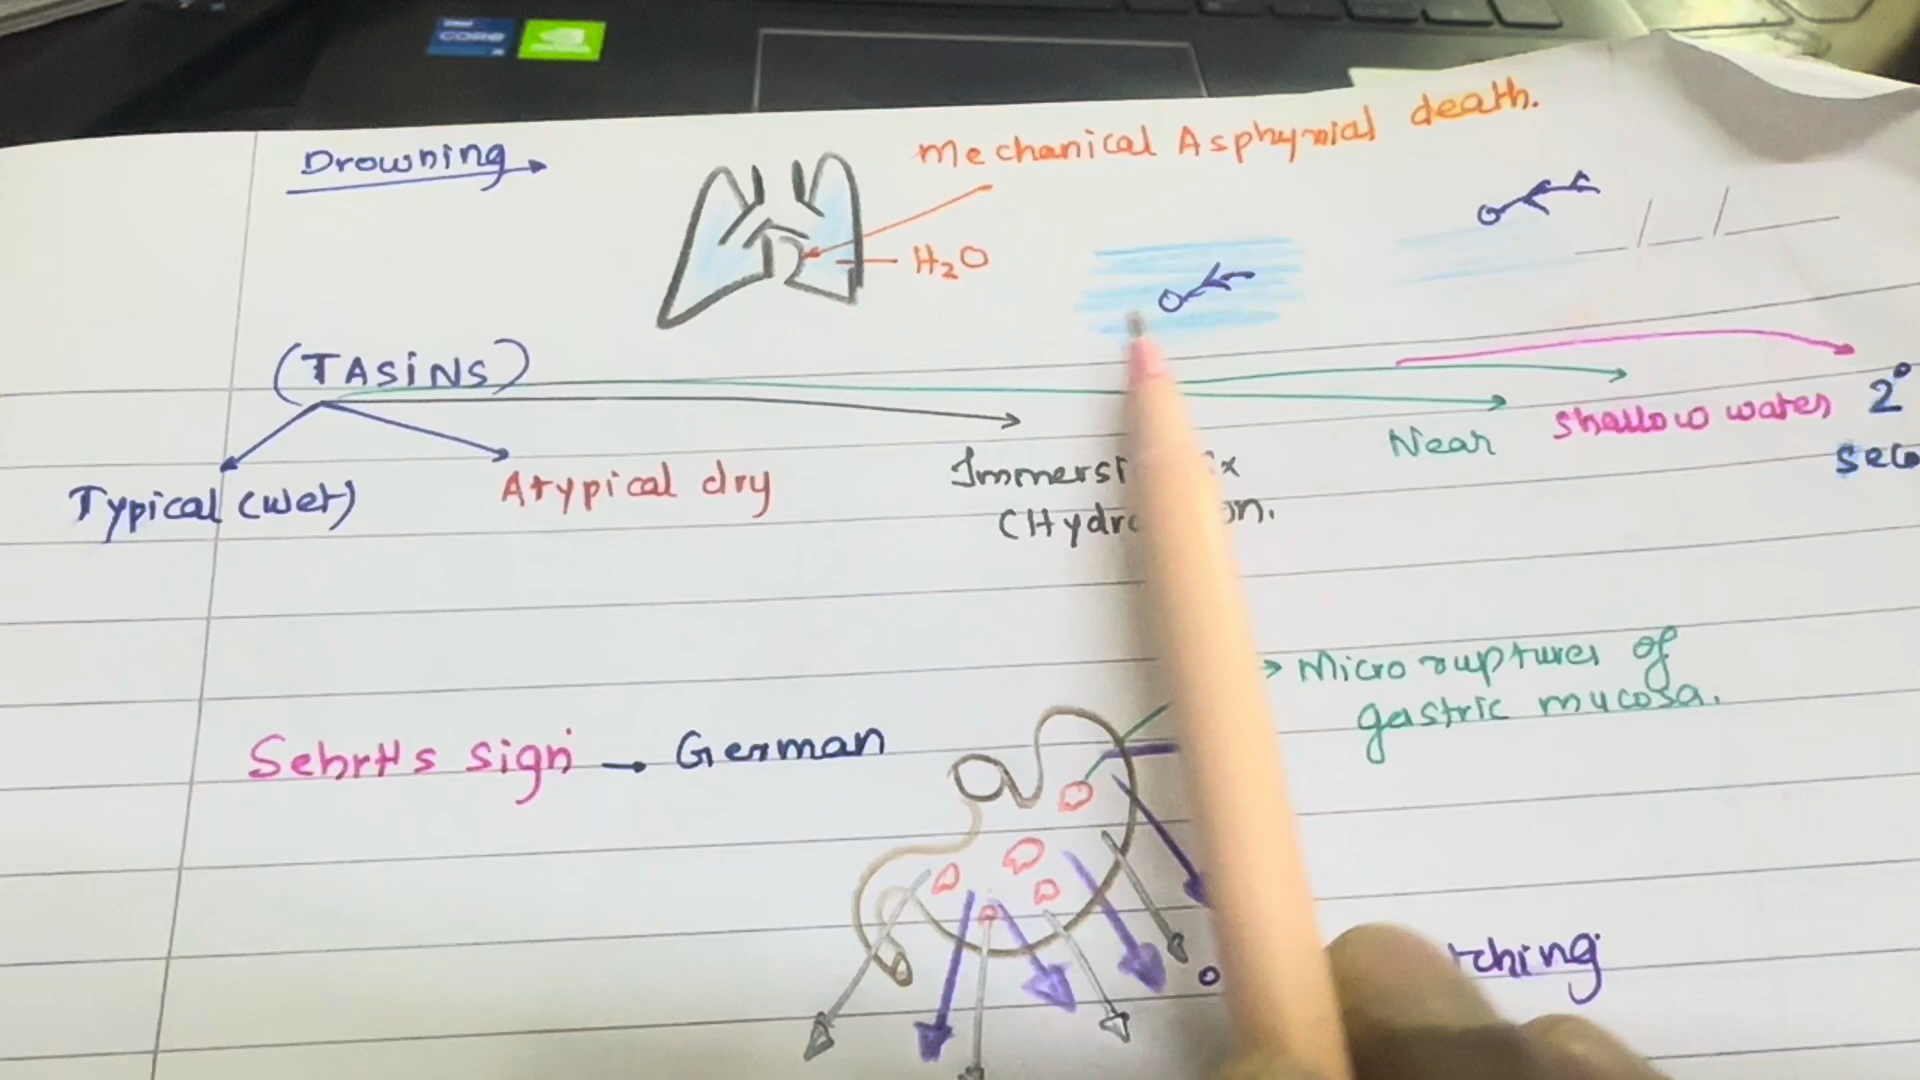 CORE
Drowning
Mechanical Asphyxial death.
H₂O
(TASiNS)
Typical (wet)
Atypical dry
Near
Shallow water
2°
Micro ruptures of
gastric mucosa.
Sehrt's sign → German